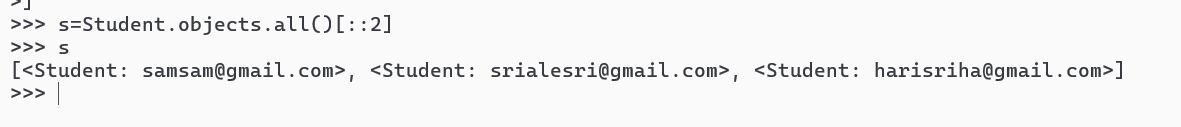 >]
>>> s=Student.objects.all()[::2]
>>> s
[<Student: samsam@gmail.com>, <Student: srialesri@gmail.com>, <Student: harisriha@gmail.com>]
>>>